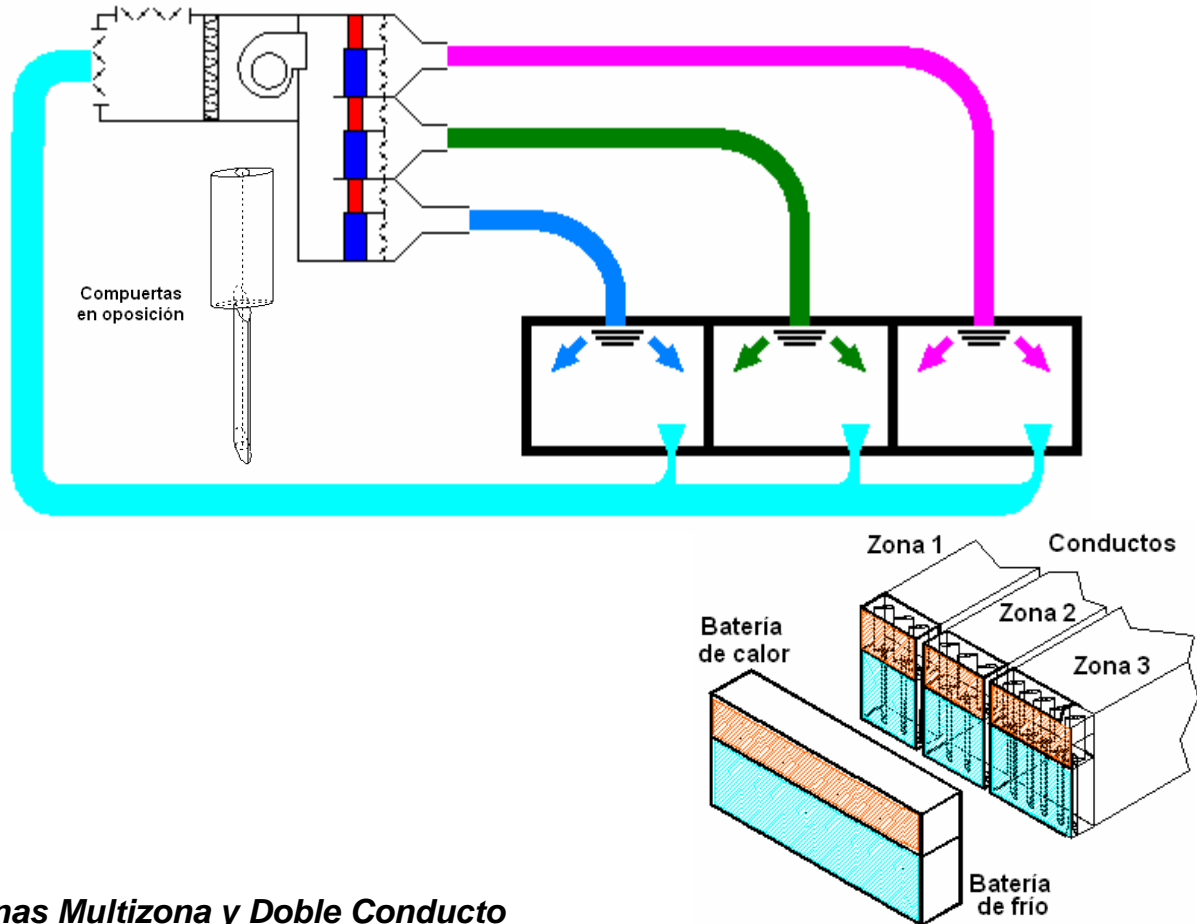 Compuertas
en oposición
Zona 1
Conductos
Zona 2
Zona 3
Batería
de calor
Batería
de frío
Multizona y Doble Conducto